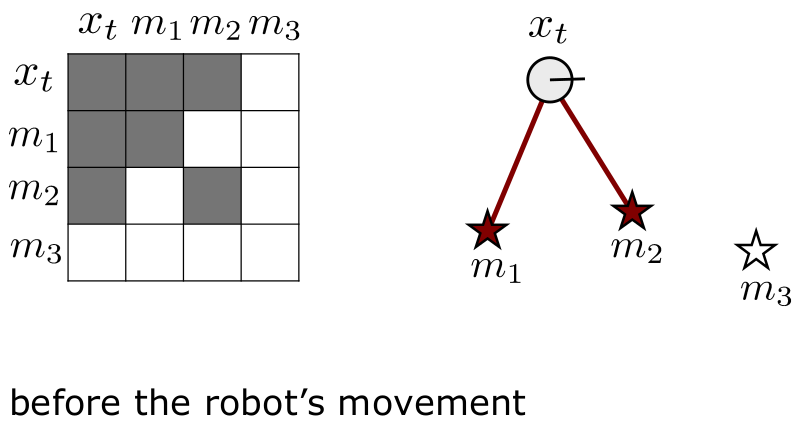 x_t m_1 m_2 m_3
x_t
m_1
m_2
m_3
x_t
m_1
m_2
m_3
before the robot's movement